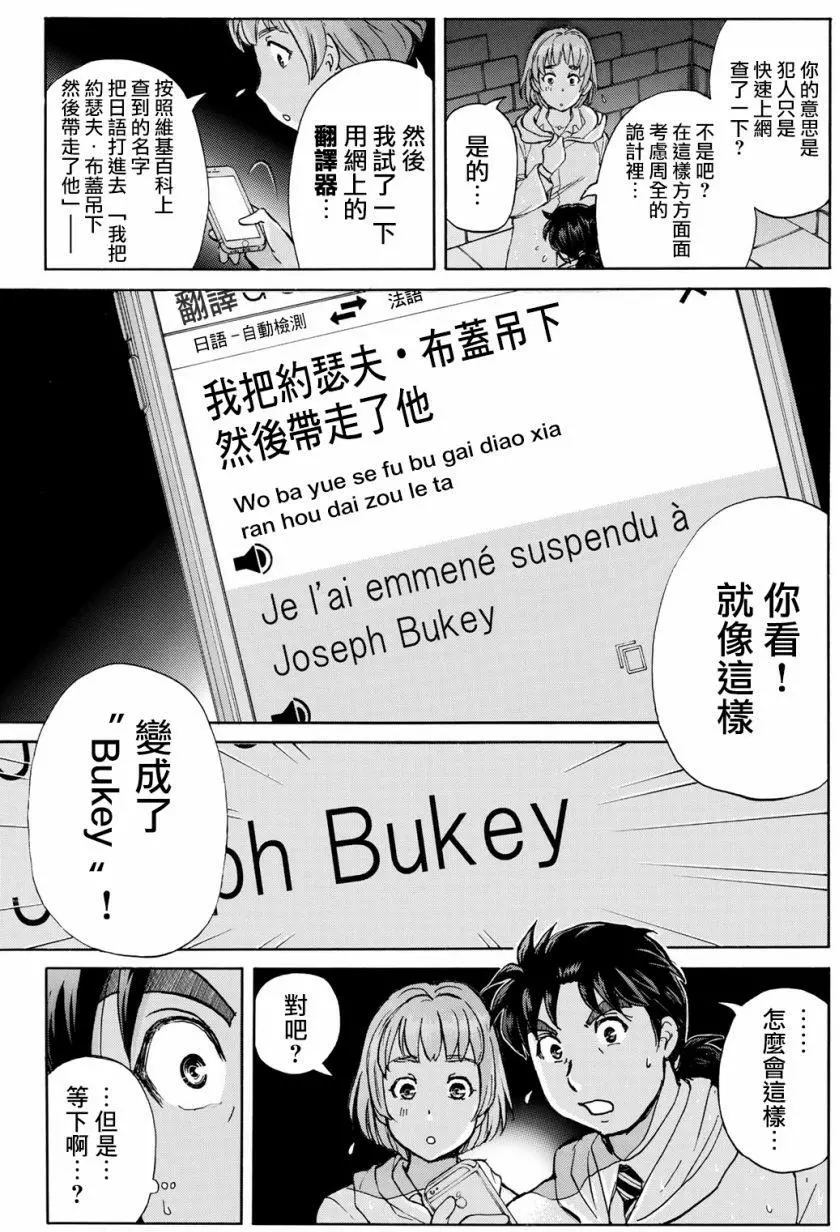 你的意思是
犯人只是
快速上網
查了一下?
不是吧?
在這樣方方面面
考慮周全的
詭計裡…
是的…
然後
我試了一下
用網上的
翻譯器…
按照維基百科上
查到的名字
把日語打進去「我把
約瑟夫·布蓋吊下
然後帶走了他」——
翻譯
日語-自動檢測
法語
我把約瑟夫·布蓋吊下
然後帶走了他
Wo ba yue se fu bu gai diao xia
ran hou dai zou le ta
Je l'ai emmené suspendu à
Joseph Bukey
你看!
就像這樣
變成了
"Bukey"!
Joseph Bukey
……
怎麼會這樣…
對吧?
…但是…
等下啊…?